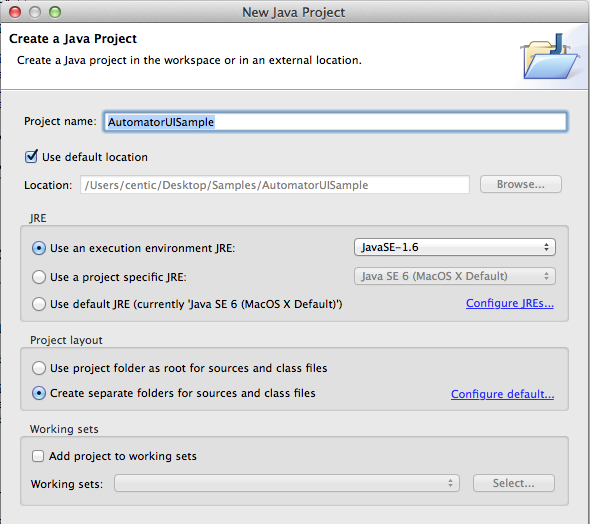 New Java Project
Create a Java Project
Create a Java project in the workspace or in an external location.
Project name: AutomatorUISample
Use default location
Location: /Users/centic/Desktop/Samples/AutomatorUISample Browse...
JRE
Use an execution environment JRE: JavaSE-1.6
Use a project specific JRE: Java SE 6 (MacOS X Default)
Use default JRE (currently 'Java SE 6 (MacOS X Default)') Configure JREs...
Project layout
Use project folder as root for sources and class files
Create separate folders for sources and class files Configure default...
Working sets
Add project to working sets
Working sets: Select...